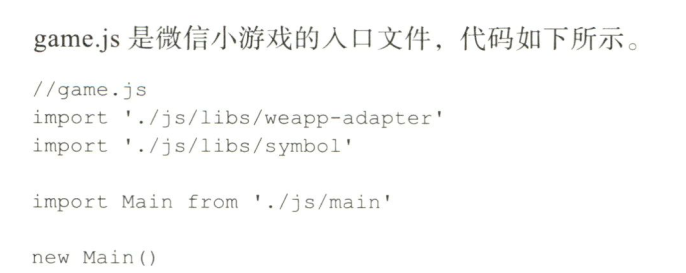 game.js 是微信小游戏的入口文件，代码如下所示。
//game.js
import './js/libs/weapp-adapter'
import './js/libs/symbol'
import Main from './js/main'
new Main()